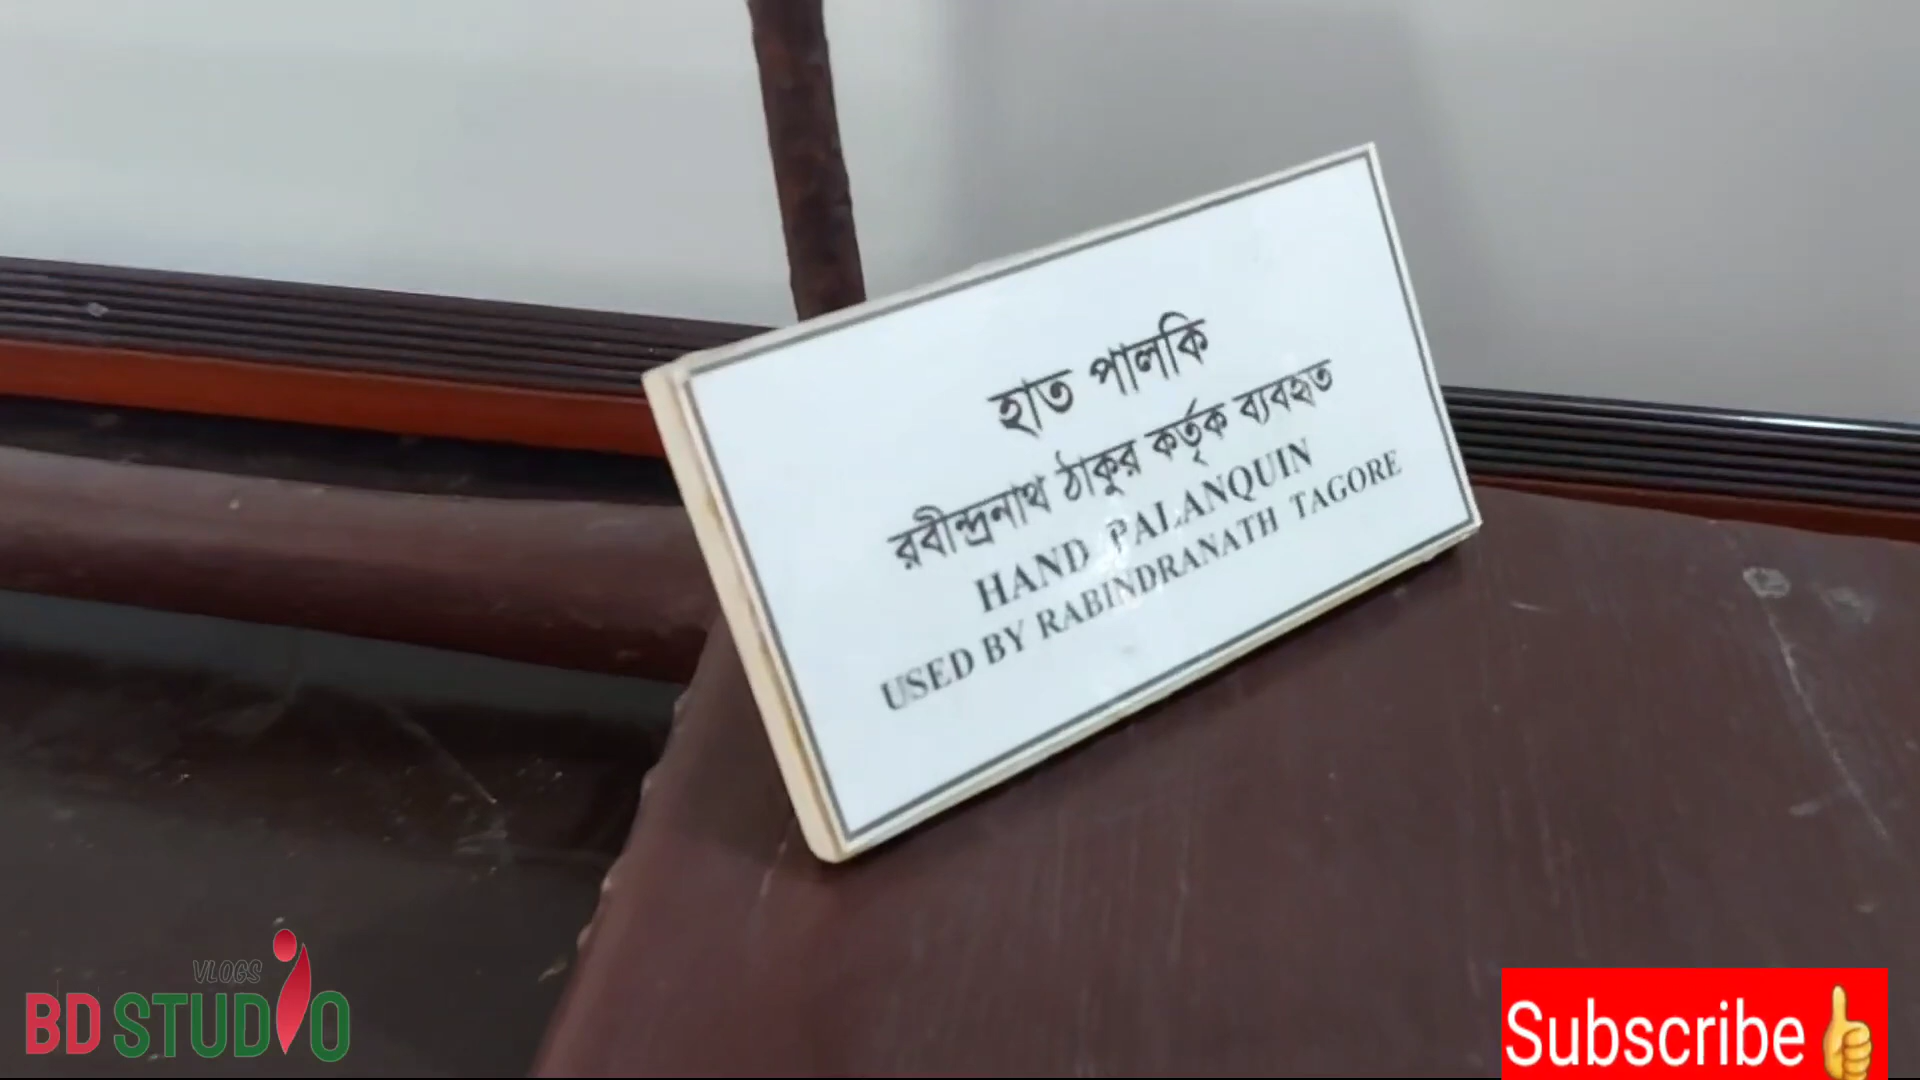 হাত পালকি
রবীন্দ্রনাথ ঠাকুর কর্তৃক ব্যবহৃত
HAND PALANQUIN
USED BY RABINDRANATH TAGORE
VLOGS
BD STUDIO
Subscribe